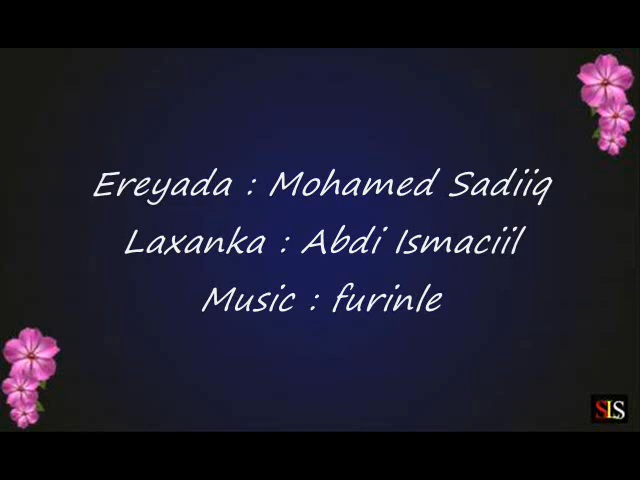 Ereyada : Mohamed Sadiiq
Laxanka : Abdi Ismaciil
Music : furinle
SLS